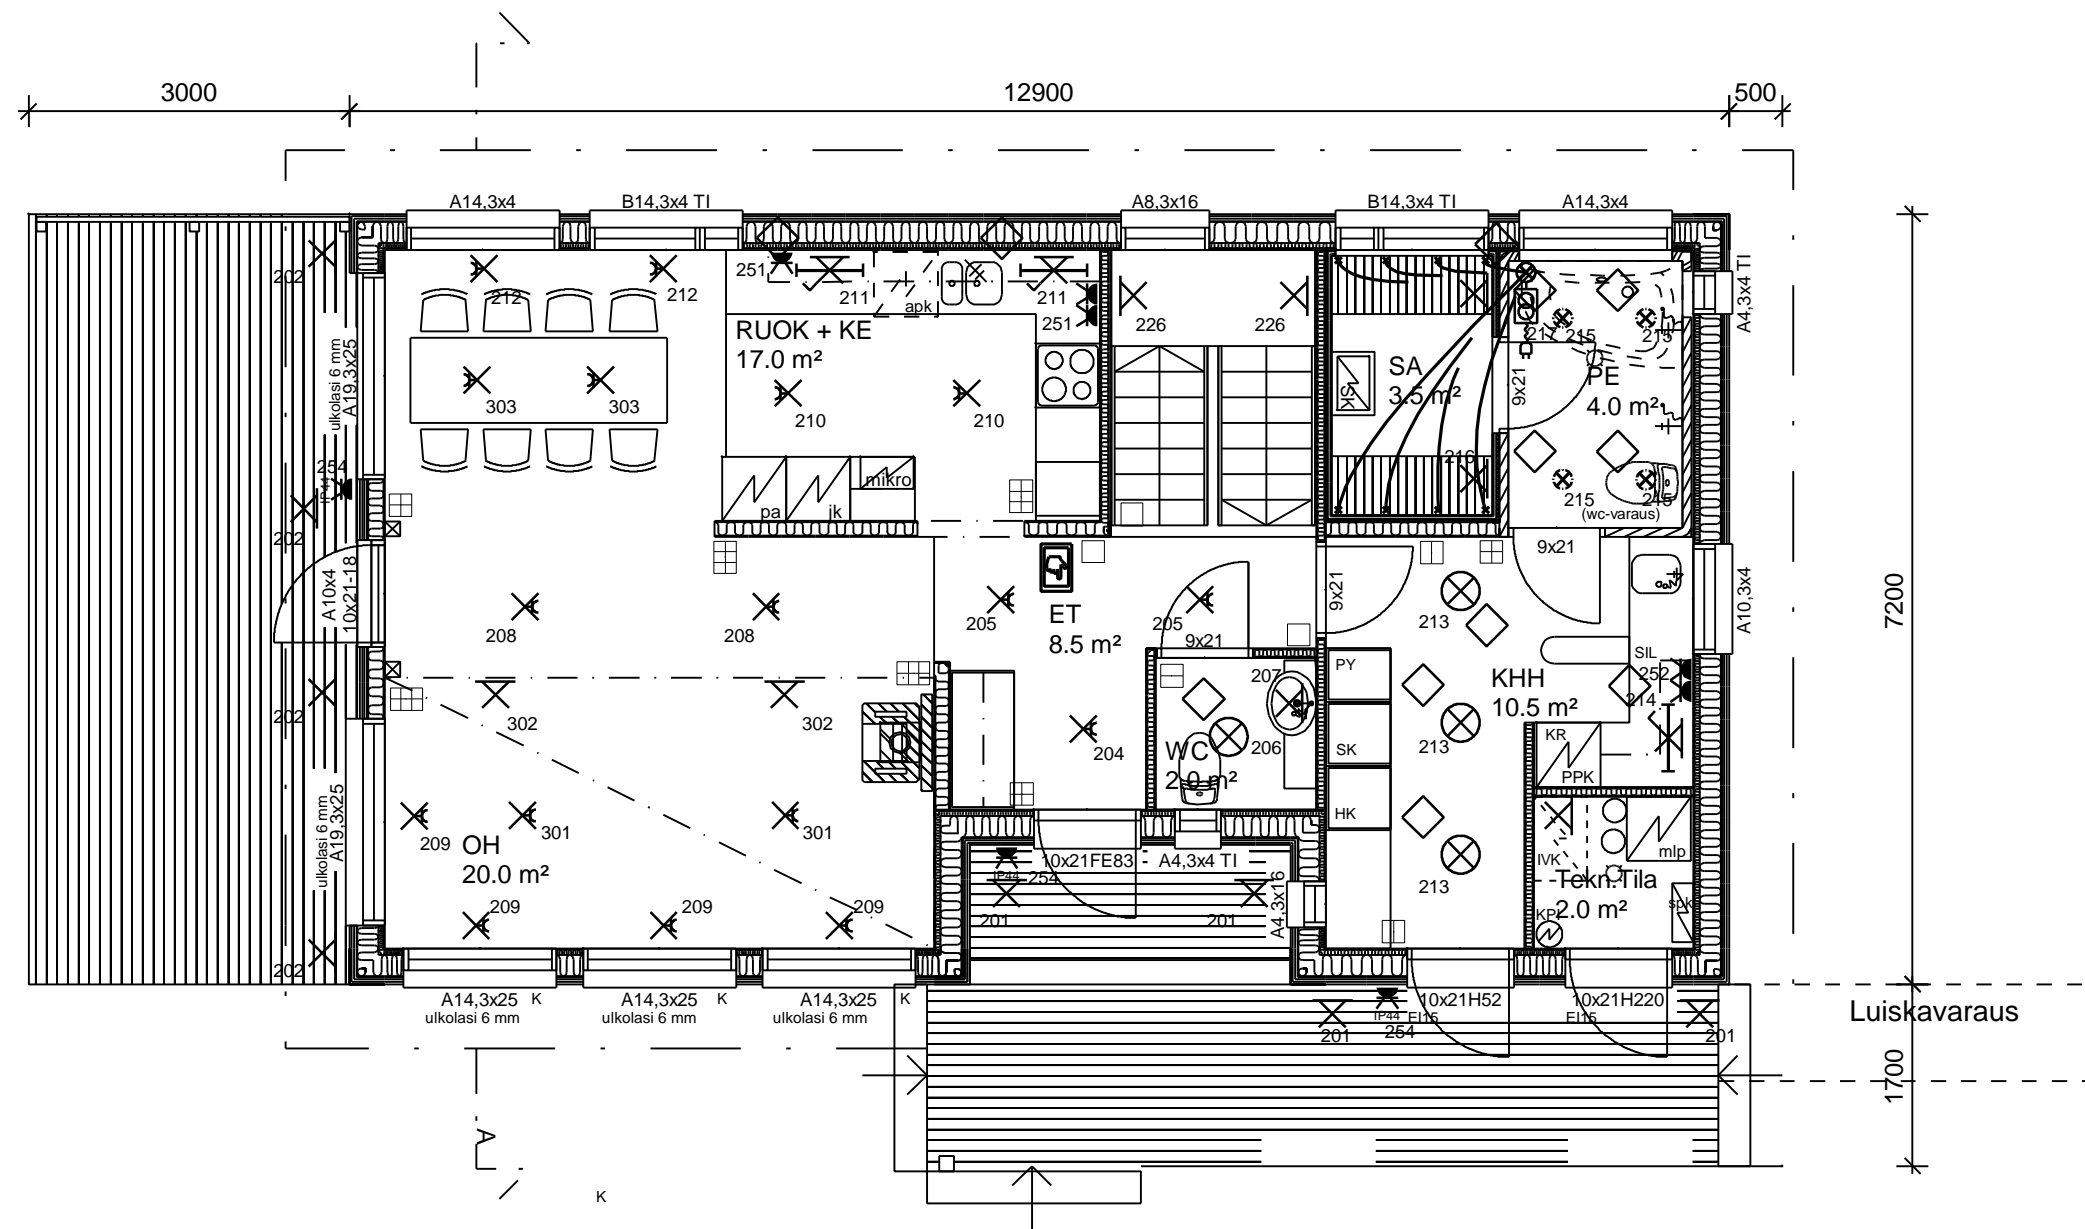 3000
12900
500
A14,3x4
B14,3x4 TI
A8,3x16
B14,3x4 TI
A14,3x4
202
212
212
251
211
apk
211
251
226
226
A4,3x4 TI
RUOK + KE
17.0 m²
217
215
215
ulkolasi 6 mm
A19,3x25
303
303
210
210
SK
SA
3.5 m²
9x21
PE
4.0 m²
254
IP44
202
mikro
pa
jk
216
215
215
(wc-varaus)
A10x4
10x21-18
208
208
205
ET
8.5 m²
205
9x21
9x21
213
9x21
A10,3x4
7200
202
302
302
204
207
206
WC
2.0 m²
PY
SK
HK
213
KHH
10.5 m²
SIL
252
214
KR
PPK
ulkolasi 6 mm
A19,3x25
209
301
301
OH
20.0 m²
209
209
209
202
10x21FE83
A4,3x4 TI
IP44
254
201
201
A4,3x16
213
IVK
mlp
Tekn.Tila
2.0 m²
spk
KPL
A14,3x25
K
ulkolasi 6 mm
A14,3x25
K
ulkolasi 6 mm
A14,3x25
K
ulkolasi 6 mm
201
IP44
254
10x21H52
EI15
10x21H220
EI15
201
Luiskavaraus
1700
A
K